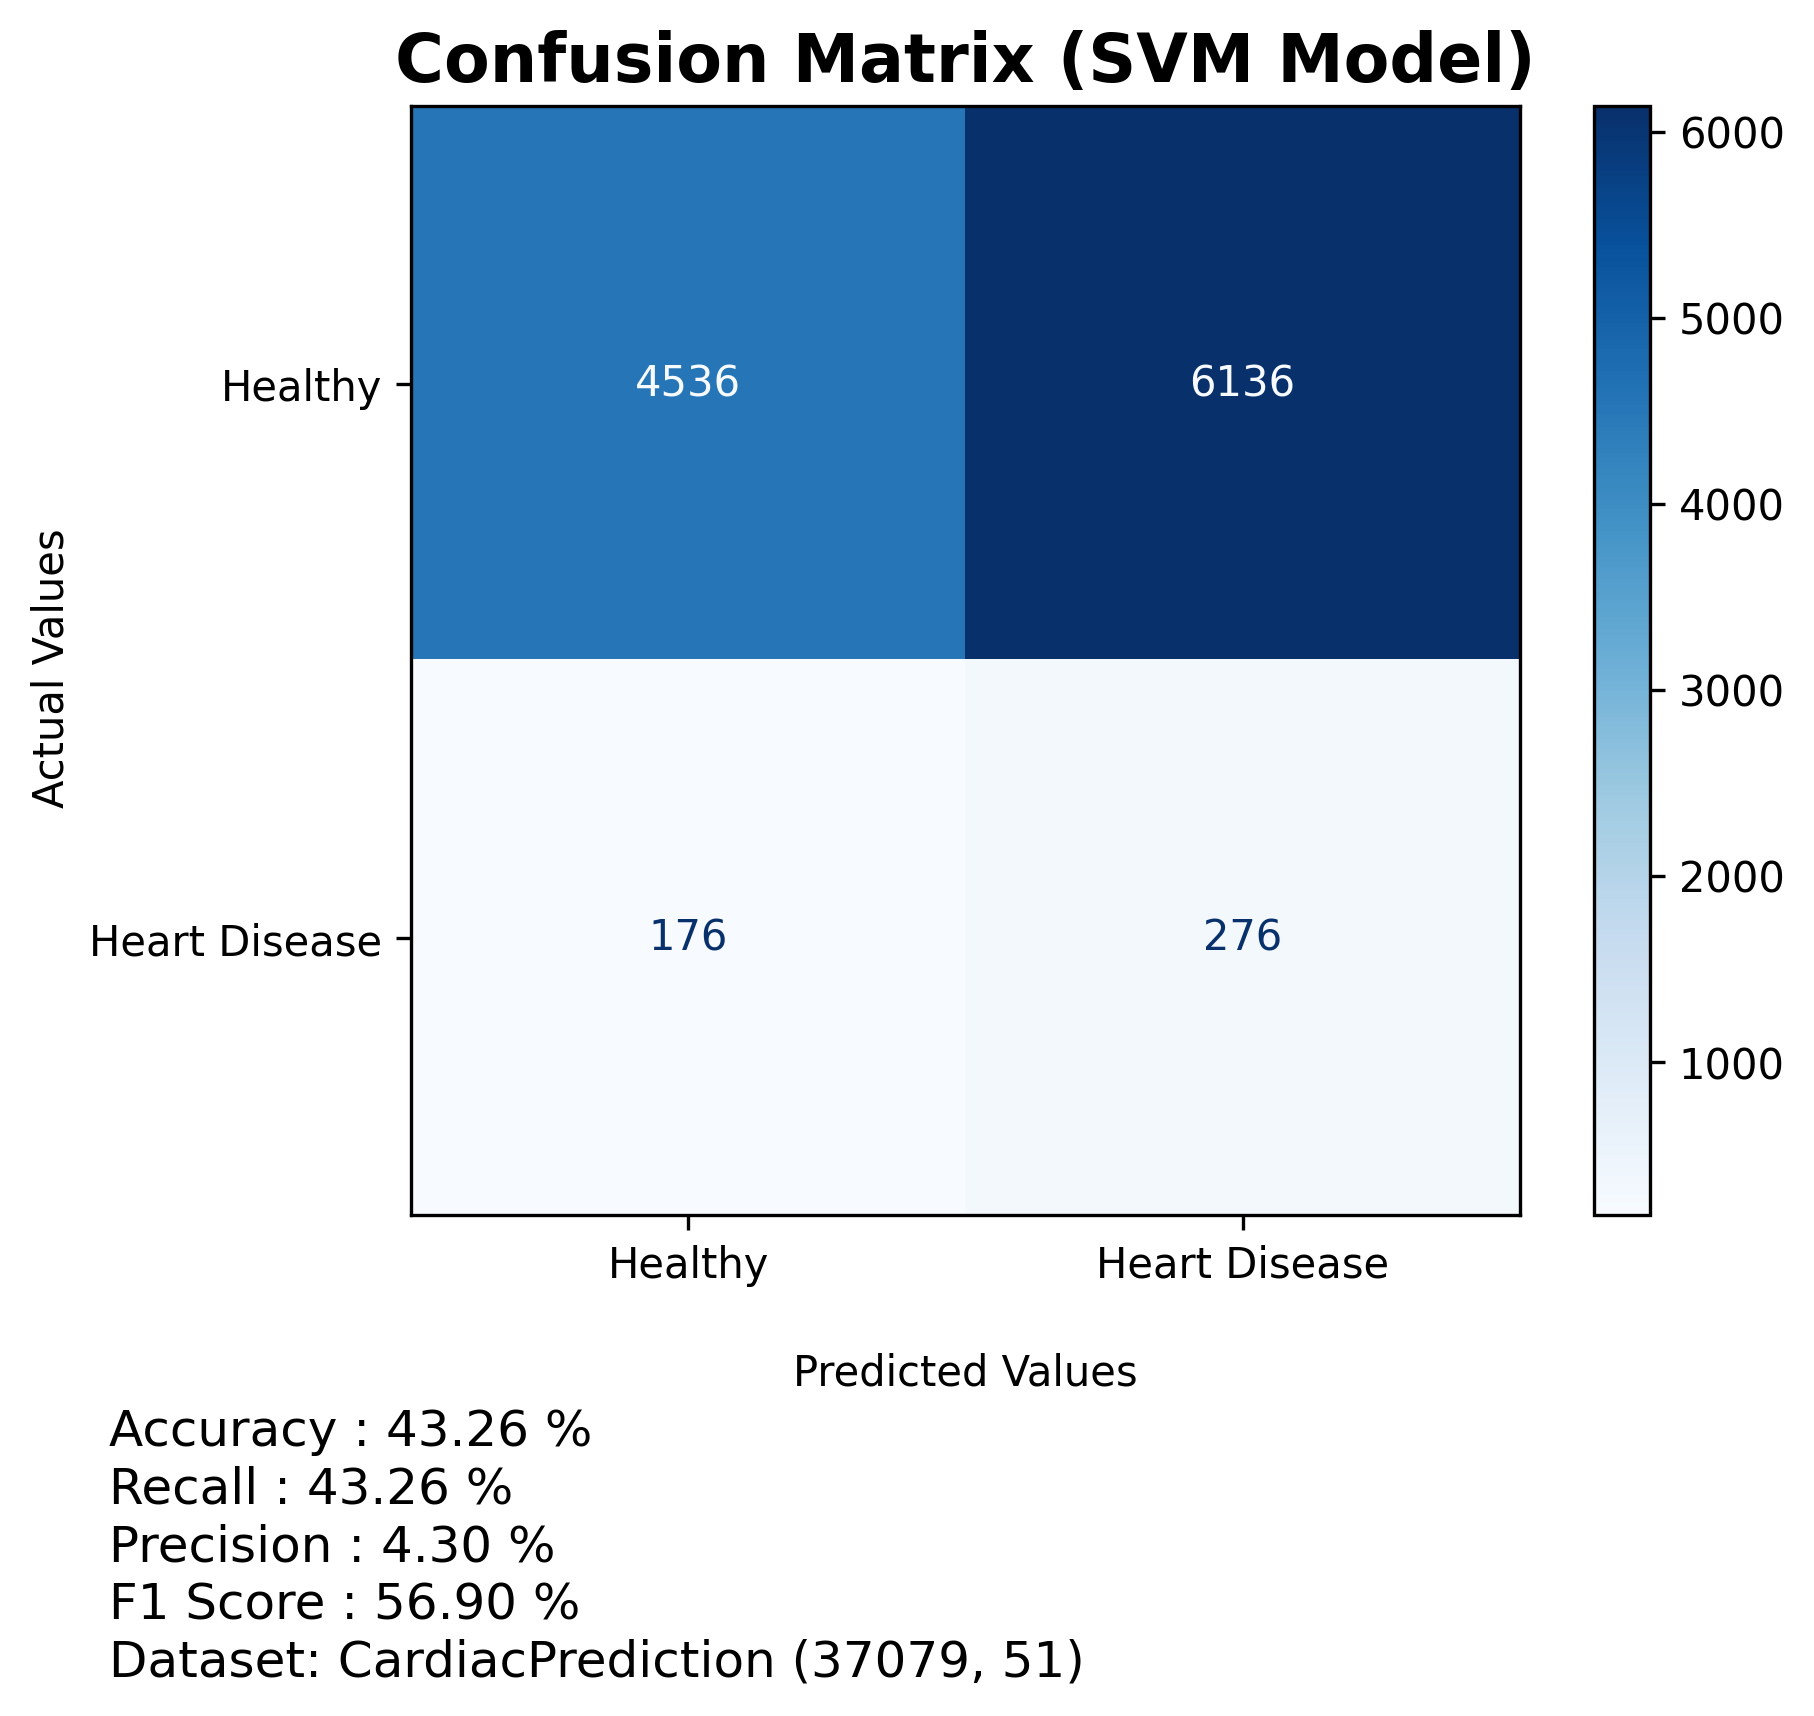 Confusion Matrix (SVM Model)
6000
5000
4000
3000
2000
1000
Actual Values
Healthy
4536
6136
Heart Disease
176
276
Healthy
Heart Disease
Predicted Values
Accuracy : 43.26 %
Recall : 43.26 %
Precision : 4.30 %
F1 Score : 56.90 %
Dataset: CardiacPrediction (37079, 51)